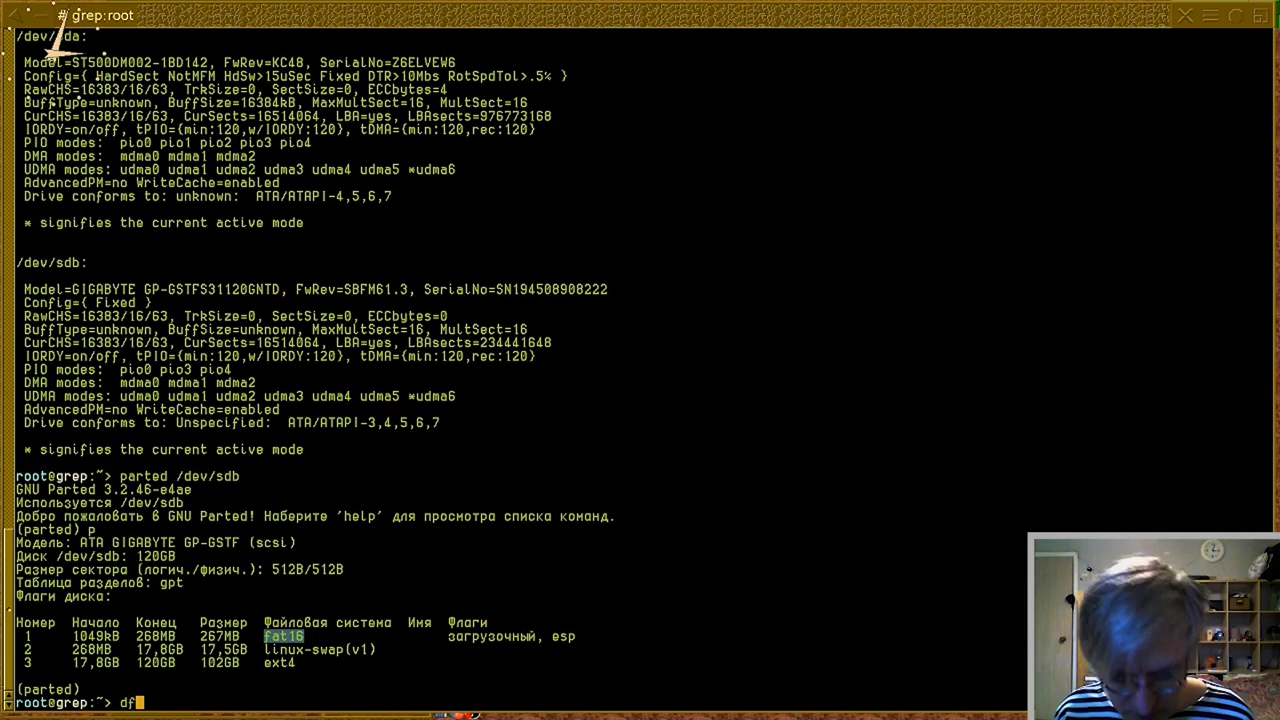 # grep:root
/dev/sda:
Model=ST500DM002-1BD142, FwRev=KC48, SerialNo=Z6ELVEW6
Config={ HardSect NotMFM HdSw>15uSec Fixed DTR>10Mbs RotSpdTol>.5% }
RawCHS=16383/16/63, TrkSize=0, SectSize=0, ECCbytes=4
BuffType=unknown, BuffSize=16384kB, MaxMultSect=16, MultSect=16
CurCHS=16383/16/63, CurSects=16514064, LBA=yes, LBAsects=976773168
IORDY=on/off, tPIO={min:120,w/IORDY:120}, tDMA={min:120,rec:120}
PIO modes:  pio0 pio1 pio2 pio3 pio4
DMA modes:  mdma0 mdma1 mdma2
UDMA modes: udma0 udma1 udma2 udma3 udma4 udma5 *udma6
AdvancedPM=no WriteCache=enabled
Drive conforms to: unknown:  ATA/ATAPI-4,5,6,7
* signifies the current active mode
/dev/sdb:
Model=GIGABYTE GP-GSTFS31120GNTD, FwRev=SBFM61.3, SerialNo=SN194508908222
Config={ Fixed }
RawCHS=16383/16/63, TrkSize=0, SectSize=0, ECCbytes=0
BuffType=unknown, BuffSize=unknown, MaxMultSect=16, MultSect=16
CurCHS=16383/16/63, CurSects=16514064, LBA=yes, LBAsects=234441648
IORDY=on/off, tPIO={min:120,w/IORDY:120}, tDMA={min:120,rec:120}
PIO modes:  pio0 pio3 pio4
DMA modes:  mdma0 mdma1 mdma2
UDMA modes: udma0 udma1 udma2 udma3 udma4 udma5 *udma6
AdvancedPM=no WriteCache=enabled
Drive conforms to: Unspecified:  ATA/ATAPI-3,4,5,6,7
* signifies the current active mode
root@grep:~> parted /dev/sdb
GNU Parted 3.2.46-e4ae
Используется /dev/sdb
Добро пожаловать в GNU Parted! Наберите 'help' для просмотра списка команд.
(parted) p
Модель: ATA GIGABYTE GP-GSTF (scsi)
Диск /dev/sdb: 120GB
Размер сектора (логич./физич.): 512B/512B
Таблица разделов: gpt
Флаги диска:
Номер  Начало  Конец   Размер  Файловая система  Имя  Флаги
1     1049kB  268MB   267MB   fat16                  загрузочный, esp
2     268MB   17,8GB  17,5GB  linux-swap(v1)
3     17,8GB  120GB   102GB   ext4
(parted)
root@grep:~> df